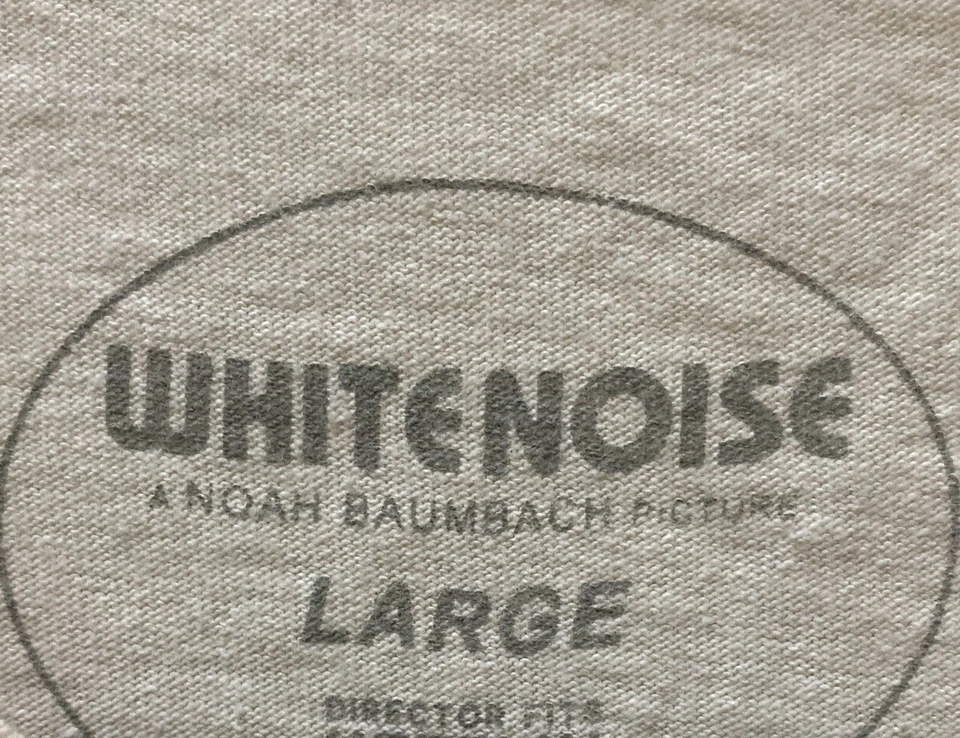 WHITENOISE
A NOAH BAUMBACH PICTURE
LARGE
DIRECTOR FITS